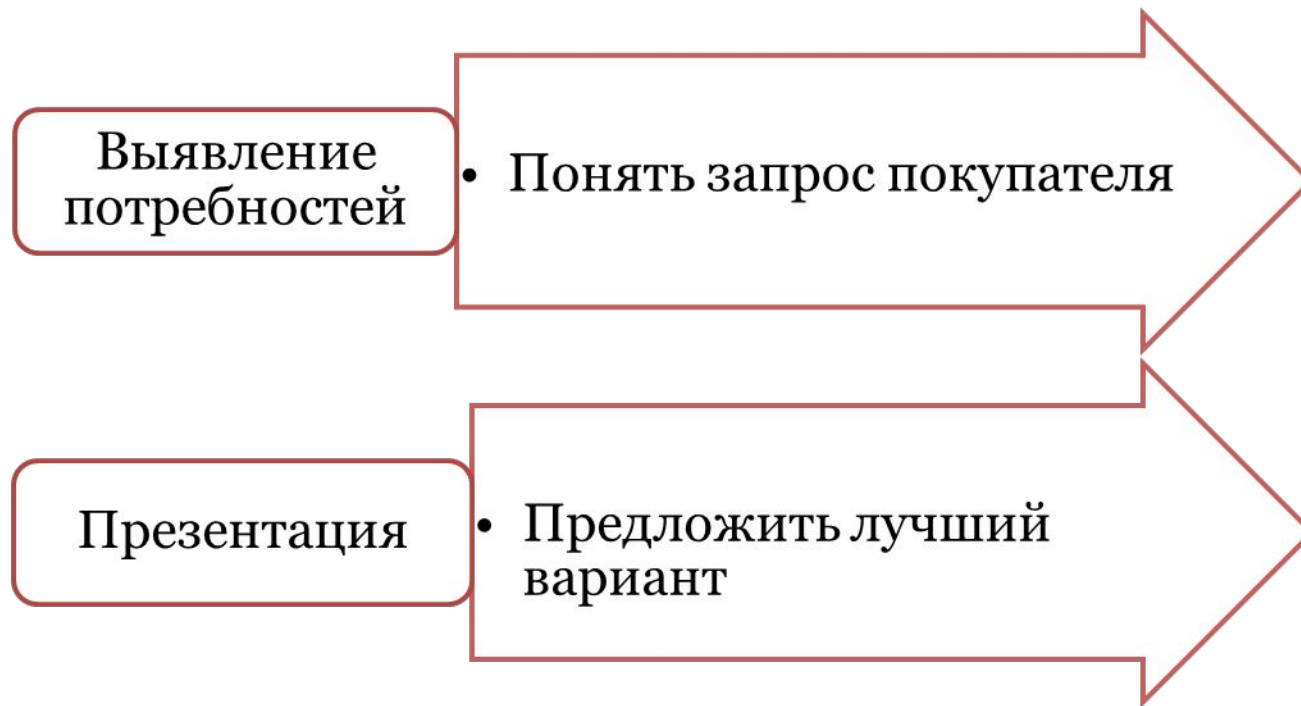 Выявление
потребностей
• Понять запрос покупателя
Презентация
• Предложить лучший
вариант